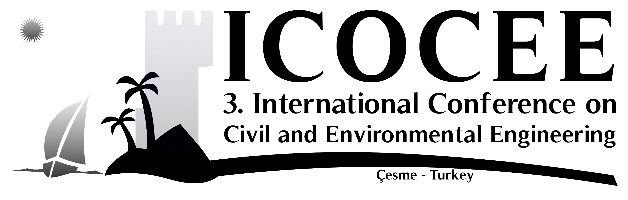 ICOCEE
3. International Conference on
Civil and Environmental Engineering
Çesme - Turkey